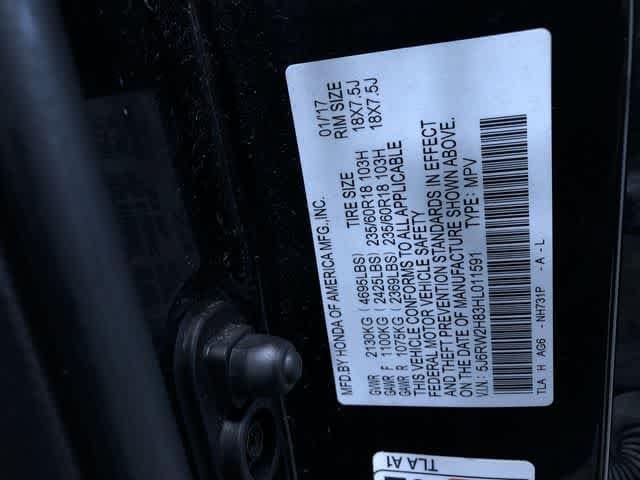 MFD.BY HONDA OF AMERICA MFG.,INC. 01/17
TIRE SIZE RIM SIZE
GVWR 2130KG (4695LBS)
GAWR F 1100KG (2425LBS) 235/60R18 103H 18X7.5J
GAWR R 1075KG (2369LBS) 235/60R18 103H 18X7.5J
THIS VEHICLE CONFORMS TO ALL APPLICABLE
FEDERAL MOTOR VEHICLE SAFETY
AND THEFT PREVENTION STANDARDS IN EFFECT
ON THE DATE OF MANUFACTURE SHOWN ABOVE.
V.I.N.: 5J6RW2H83HL011591 TYPE: MPV
TLA H AG6 -NH731P -A-L
TLA A1